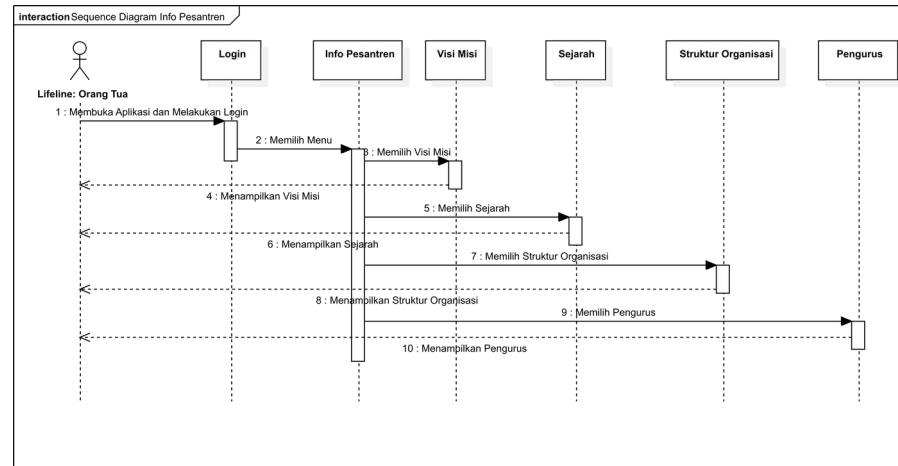 interaction Sequence Diagram Info Pesantren
Login
Info Pesantren
Visi Misi
Sejarah
Struktur Organisasi
Pengurus
Lifeline: Orang Tua
1 : Membuka Aplikasi dan Melakukan Login
2 : Memilih Menu
3 : Memilih Visi Misi
4 : Menampilkan Visi Misi
5 : Memilih Sejarah
6 : Menampilkan Sejarah
7 : Memilih Struktur Organisasi
8 : Menampilkan Struktur Organisasi
9 : Memilih Pengurus
10 : Menampilkan Pengurus